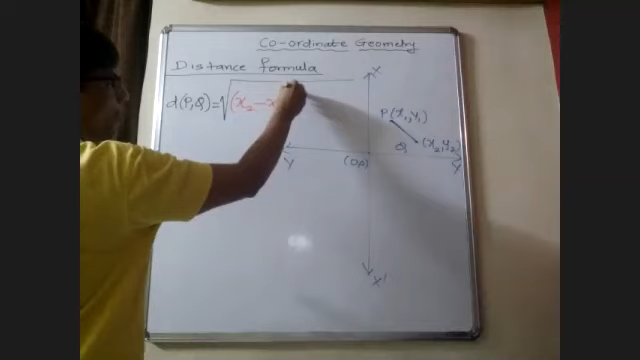 Co-ordinate Geometry
Distance Formula
d(P,Q)=√(x₂-x
X
P(x₁,y₁)
Q (x₂,y₂)
Y (0,0) Y
X'